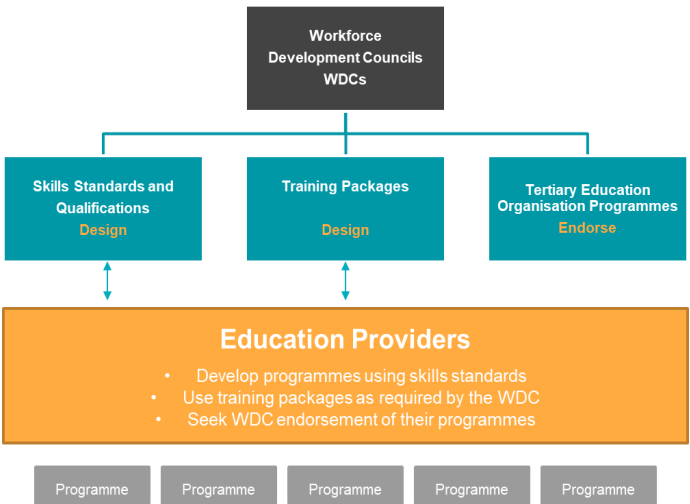 Workforce
Development Councils
WDCs
Skills Standards and
Qualifications
Design
Training Packages
Design
Tertiary Education
Organisation Programmes
Endorse
Education Providers
• Develop programmes using skills standards
• Use training packages as required by the WDC
• Seek WDC endorsement of their programmes
Programme
Programme
Programme
Programme
Programme